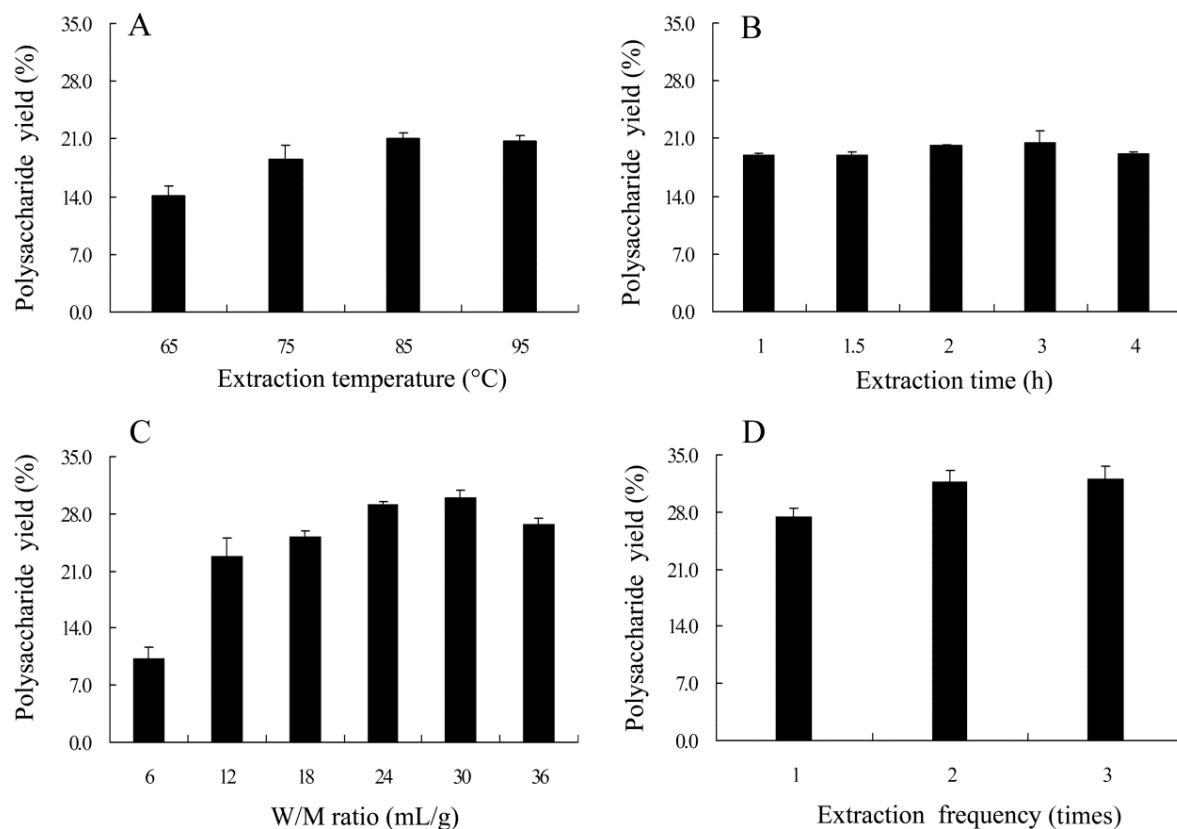 A
Polysaccharide yield (%)
35.0
28.0
21.0
14.0
7.0
0.0
65 75 85 95
Extraction temperature (°C)
B
Polysaccharide yield (%)
35.0
28.0
21.0
14.0
7.0
0.0
1 1.5 2 3 4
Extraction time (h)
C
Polysaccharide yield (%)
35.0
28.0
21.0
14.0
7.0
0.0
6 12 18 24 30 36
W/M ratio (mL/g)
D
Polysaccharide yield (%)
35.0
28.0
21.0
14.0
7.0
0.0
1 2 3
Extraction frequency (times)